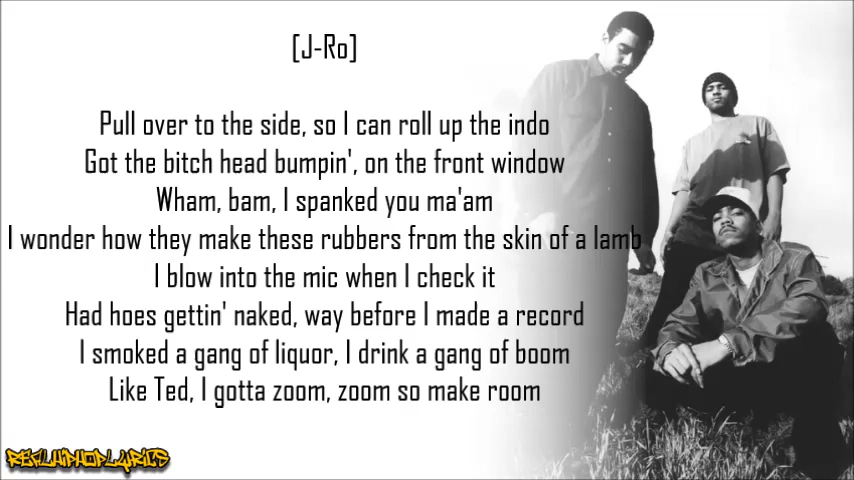 [J-Ro]
Pull over to the side, so I can roll up the indo
Got the bitch head bumpin', on the front window
Wham, bam, I spanked you ma'am
I wonder how they make these rubbers from the skin of a lamb
I blow into the mic when I check it
Had hoes gettin' naked, way before I made a record
I smoked a gang of liquor, I drink a gang of boom
Like Ted, I gotta zoom, zoom so make room
REALHIPHOPLYRICS